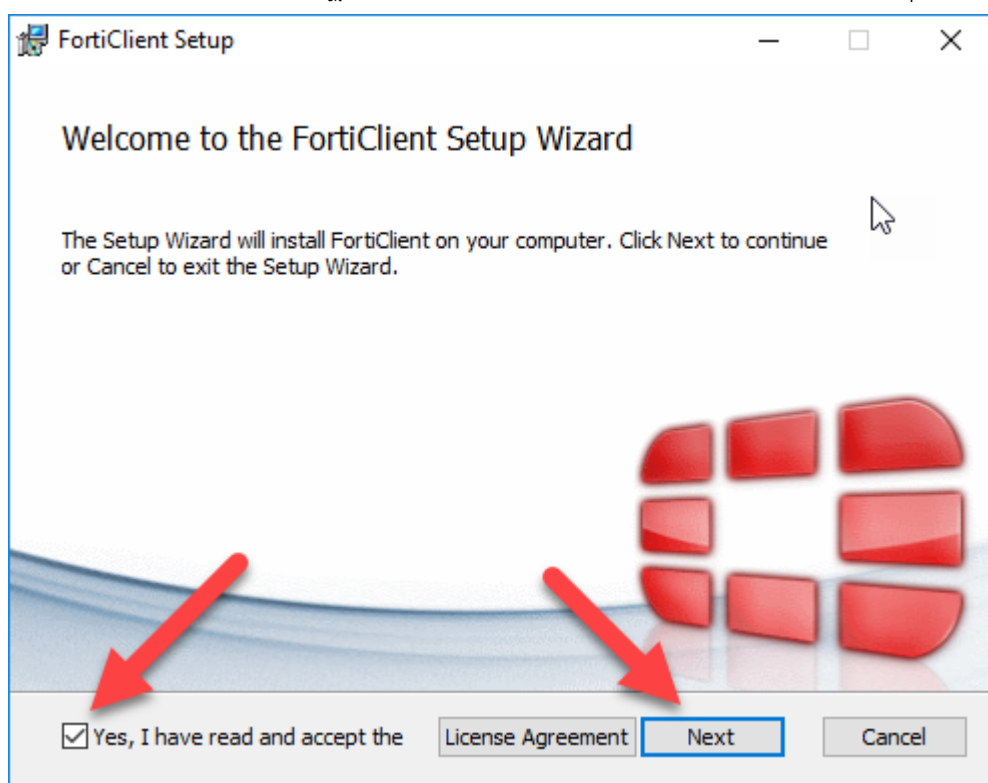 FortiClient Setup
Welcome to the FortiClient Setup Wizard
The Setup Wizard will install FortiClient on your computer. Click Next to continue
or Cancel to exit the Setup Wizard.
Yes, I have read and accept the License Agreement Next Cancel